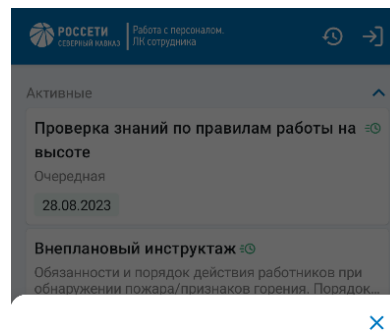 РОССЕТИ
СЕВЕРНЫЙ КАВКАЗ
Работа с персоналом.
ЛК сотрудника
Активные
Проверка знаний по правилам работы на
высоте
Очередная
28.08.2023
Внеплановый инструктаж
Обязанности и порядок действия работников при
обнаружении пожара/признаков горения. Порядок...